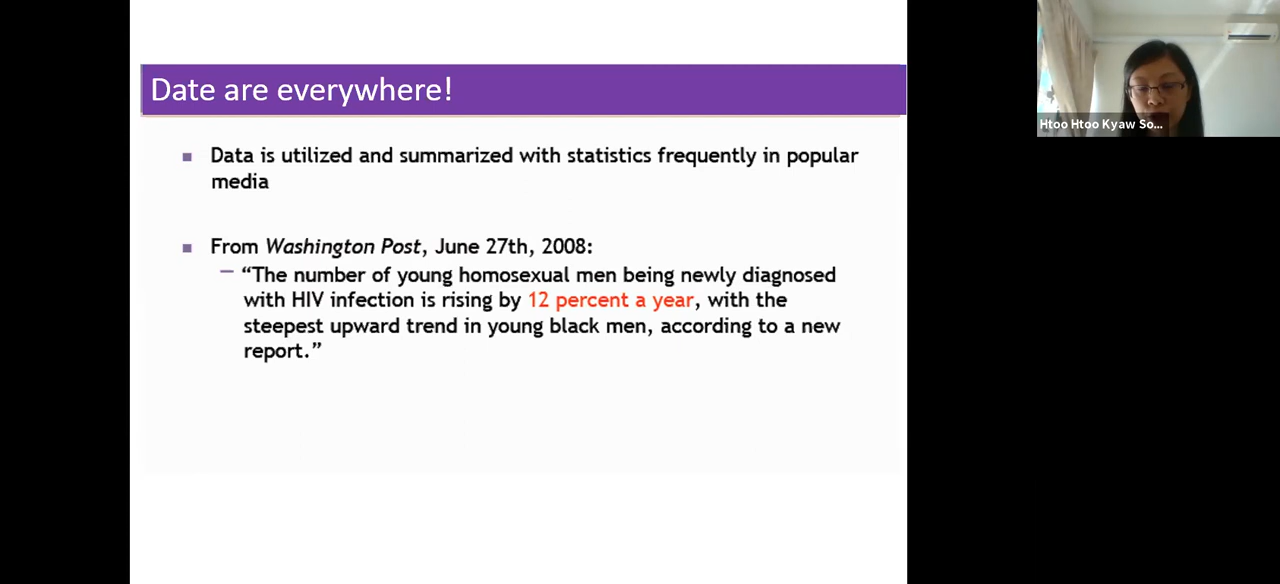 Date are everywhere!
Data is utilized and summarized with statistics frequently in popular
media
From Washington Post, June 27th, 2008:
– “The number of young homosexual men being newly diagnosed
with HIV infection is rising by 12 percent a year, with the
steepest upward trend in young black men, according to a new
report.”
Htoo Htoo Kyaw So...